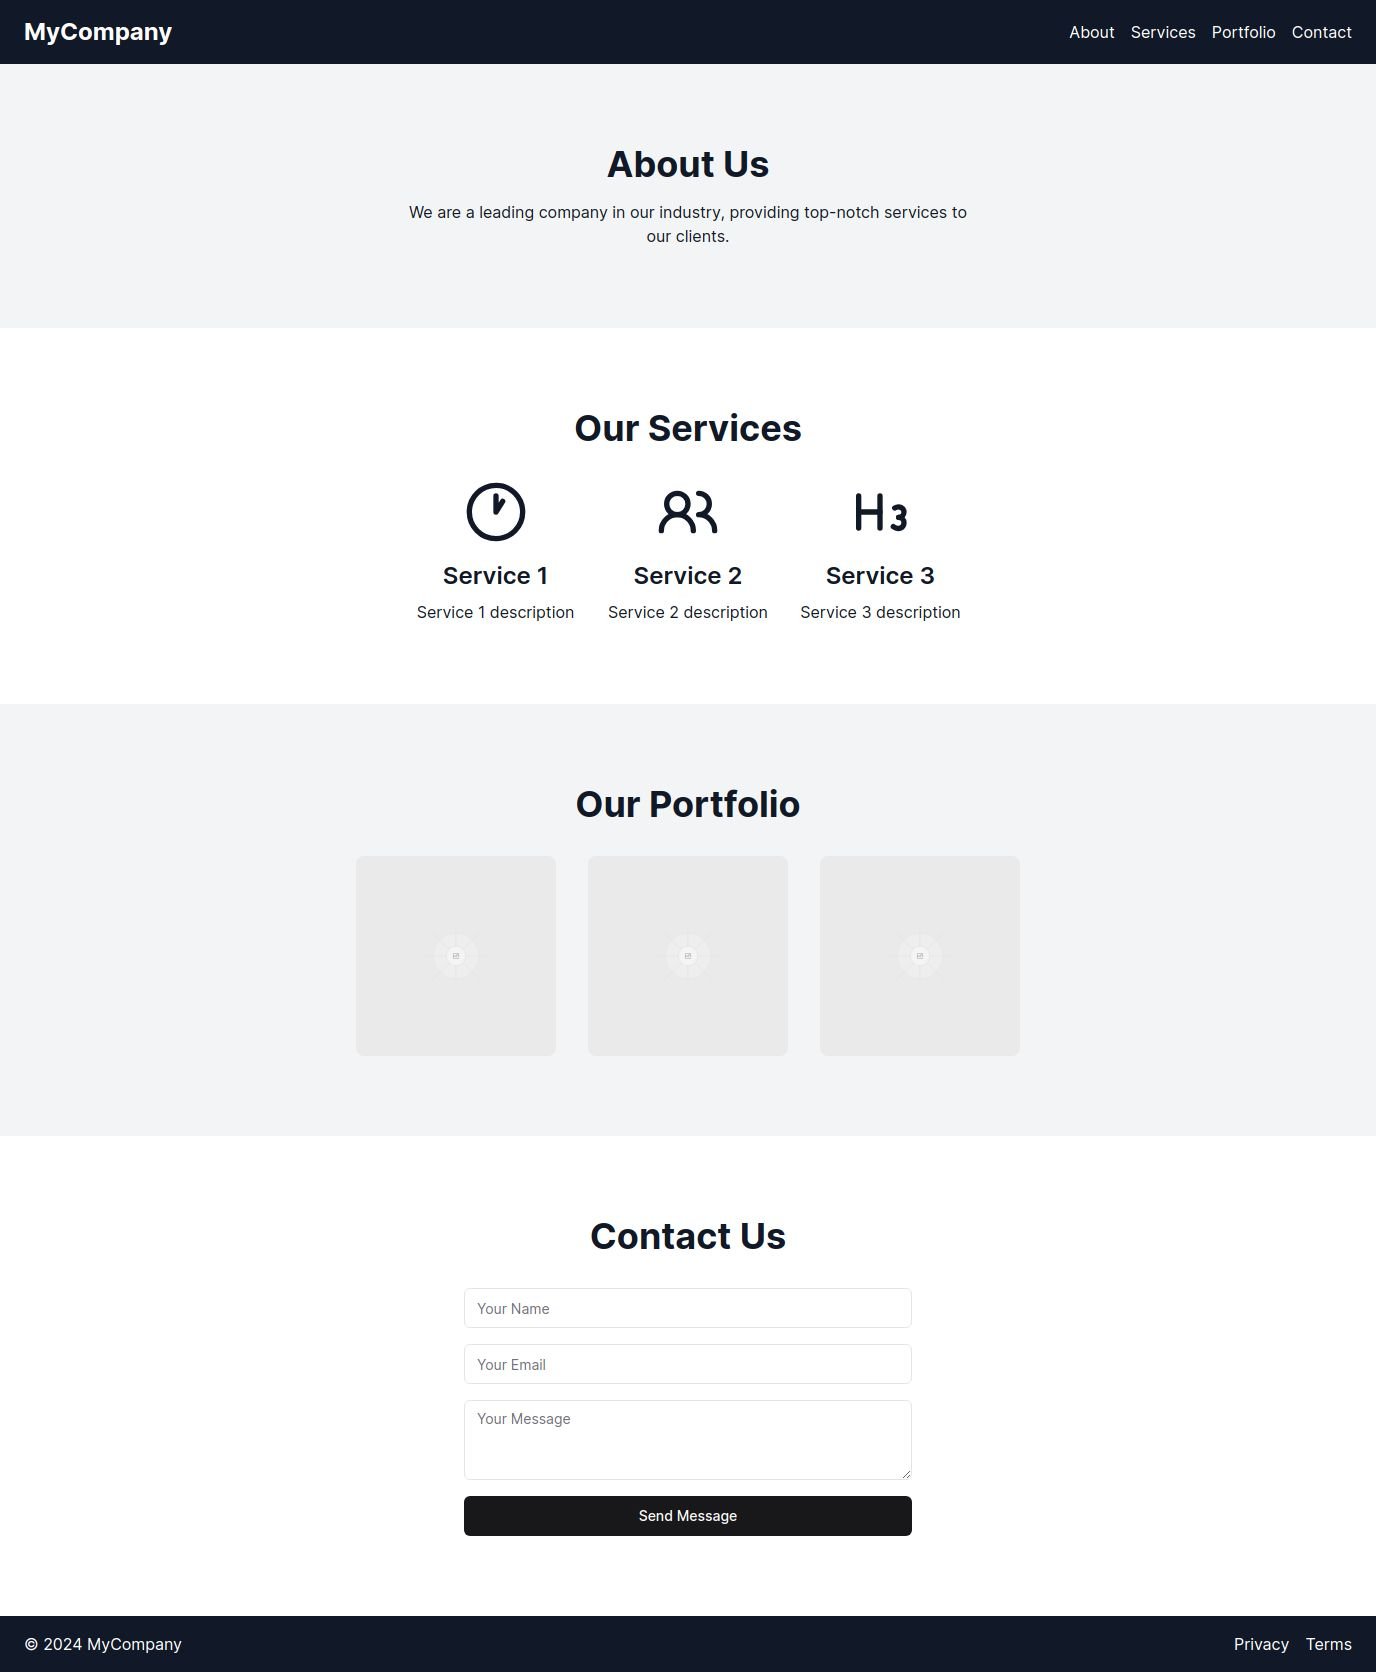 MyCompany
About Services Portfolio Contact
About Us
We are a leading company in our industry, providing top-notch services to
our clients.
Our Services
H3
Service 1 Service 2 Service 3
Service 1 description Service 2 description Service 3 description
Our Portfolio
Contact Us
Your Name
Your Email
Your Message
Send Message
© 2024 MyCompany
Privacy Terms